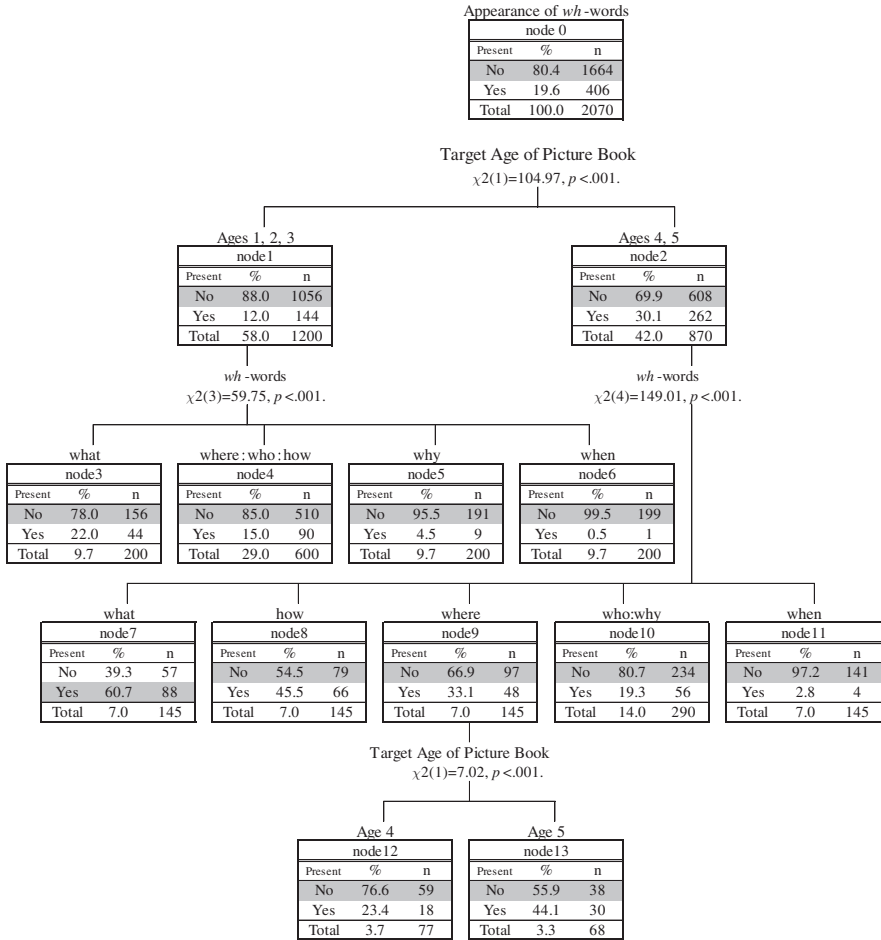 Appearance of wh-words
node 0
Present % n
No 80.4 1664
Yes 19.6 406
Total 100.0 2070
Target Age of Picture Book
χ2(1)=104.97, p<.001.
Ages 1, 2, 3
node1
Present % n
No 88.0 1056
Yes 12.0 144
Total 58.0 1200
Ages 4, 5
node2
Present % n
No 69.9 608
Yes 30.1 262
Total 42.0 870
wh-words
χ2(3)=59.75, p<.001.
wh-words
χ2(4)=149.01, p<.001.
what
node3
Present % n
No 78.0 156
Yes 22.0 44
Total 9.7 200
where:who:how
node4
Present % n
No 85.0 510
Yes 15.0 90
Total 29.0 600
why
node5
Present % n
No 95.5 191
Yes 4.5 9
Total 9.7 200
when
node6
Present % n
No 99.5 199
Yes 0.5 1
Total 9.7 200
what
node7
Present % n
No 39.3 57
Yes 60.7 88
Total 7.0 145
how
node8
Present % n
No 54.5 79
Yes 45.5 66
Total 7.0 145
where
node9
Present % n
No 66.9 97
Yes 33.1 48
Total 7.0 145
who:why
node10
Present % n
No 80.7 234
Yes 19.3 56
Total 14.0 290
when
node11
Present % n
No 97.2 141
Yes 2.8 4
Total 7.0 145
Target Age of Picture Book
χ2(1)=7.02, p<.001.
Age 4
node12
Present % n
No 76.6 59
Yes 23.4 18
Total 3.7 77
Age 5
node13
Present % n
No 55.9 38
Yes 44.1 30
Total 3.3 68